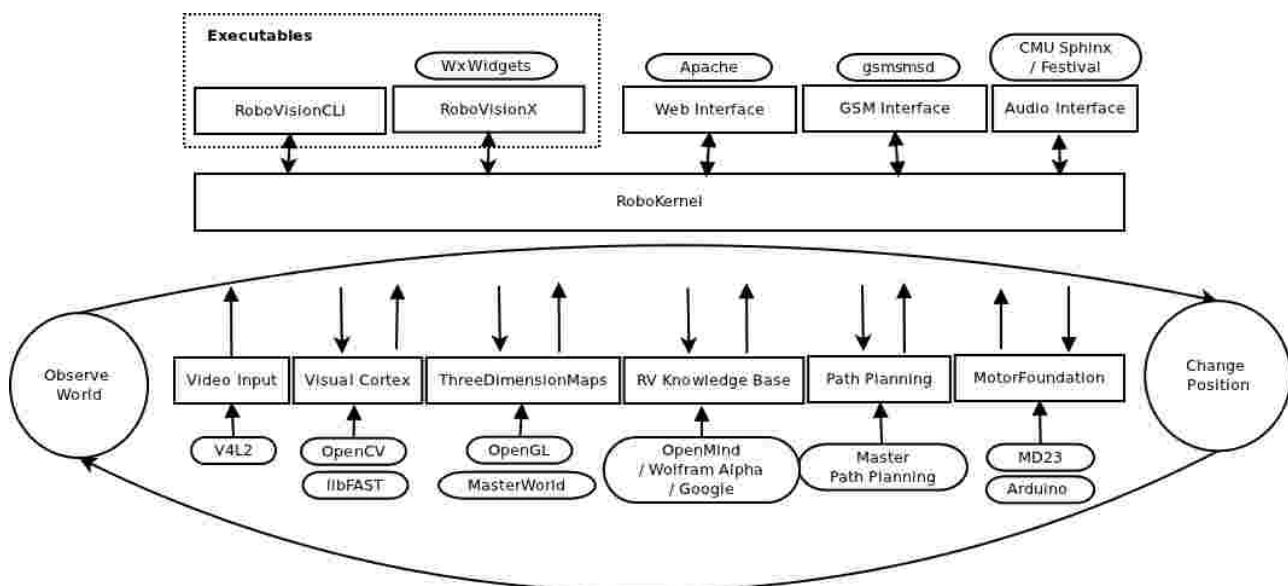 Executables
WxWidgets
Apache
gsmsmsd
CMU Sphinx
/ Festival
RoboVisionCLI
RoboVisionX
Web Interface
GSM Interface
Audio Interface
RoboKernel
Observe
World
Video Input
Visual Cortex
ThreeDimensionMaps
RV Knowledge Base
Path Planning
MotorFoundation
Change
Position
V4L2
OpenCV
libFAST
OpenGL
MasterWorld
OpenMind
/ Wolfram Alpha
/ Google
Master
Path Planning
MD23
Arduino